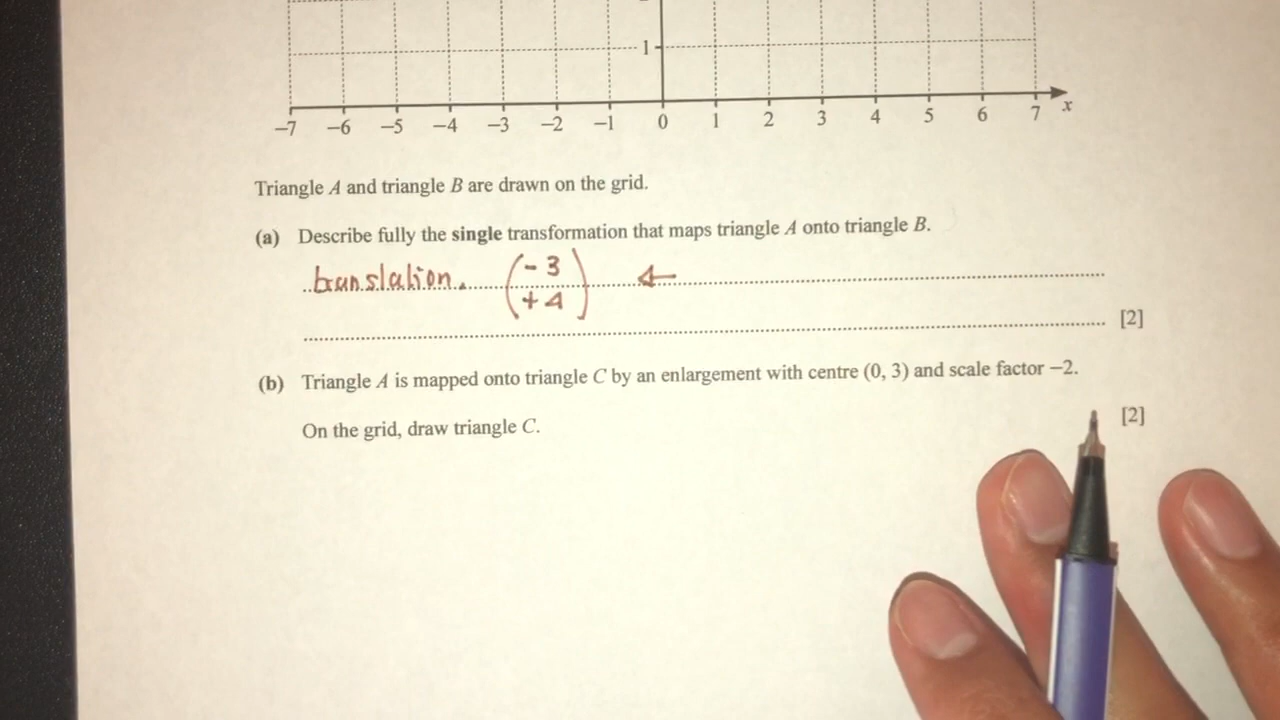 1
-7 -6 -5 -4 -3 -2 -1 0 1 2 3 4 5 6 7 x
Triangle A and triangle B are drawn on the grid.
(a) Describe fully the single transformation that maps triangle A onto triangle B.
translation. (-3
+4)
[2]
(b) Triangle A is mapped onto triangle C by an enlargement with centre (0, 3) and scale factor -2.
On the grid, draw triangle C. [2]